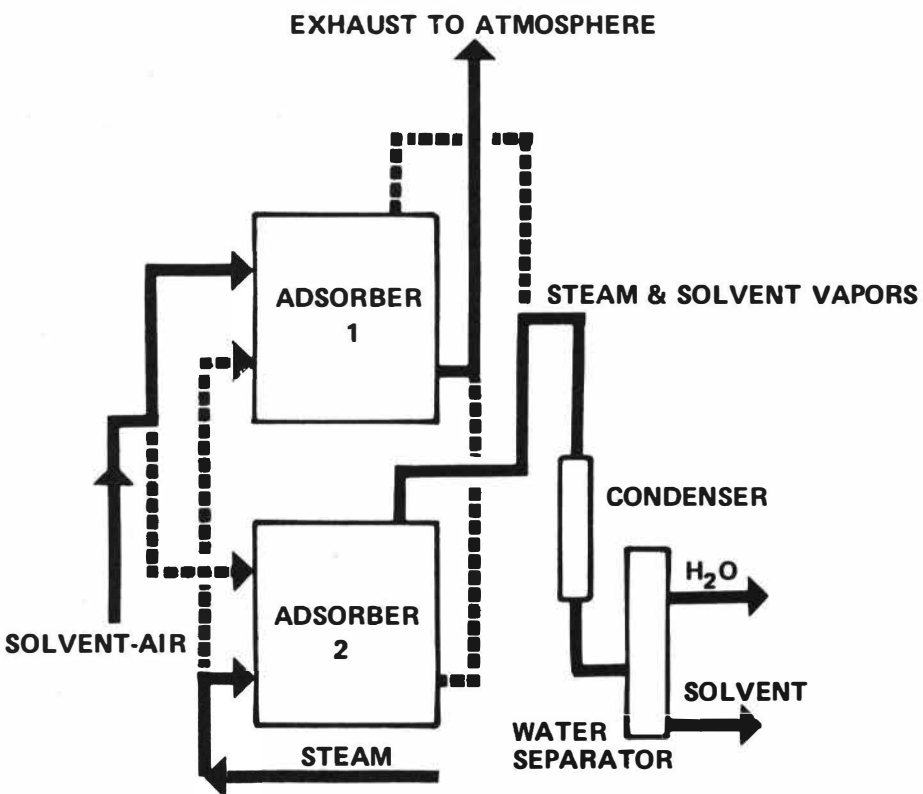 EXHAUST TO ATMOSPHERE
ADSORBER
1
STEAM & SOLVENT VAPORS
CONDENSER
ADSORBER
2
H₂O
SOLVENT-AIR
SOLVENT
WATER
SEPARATOR
STEAM